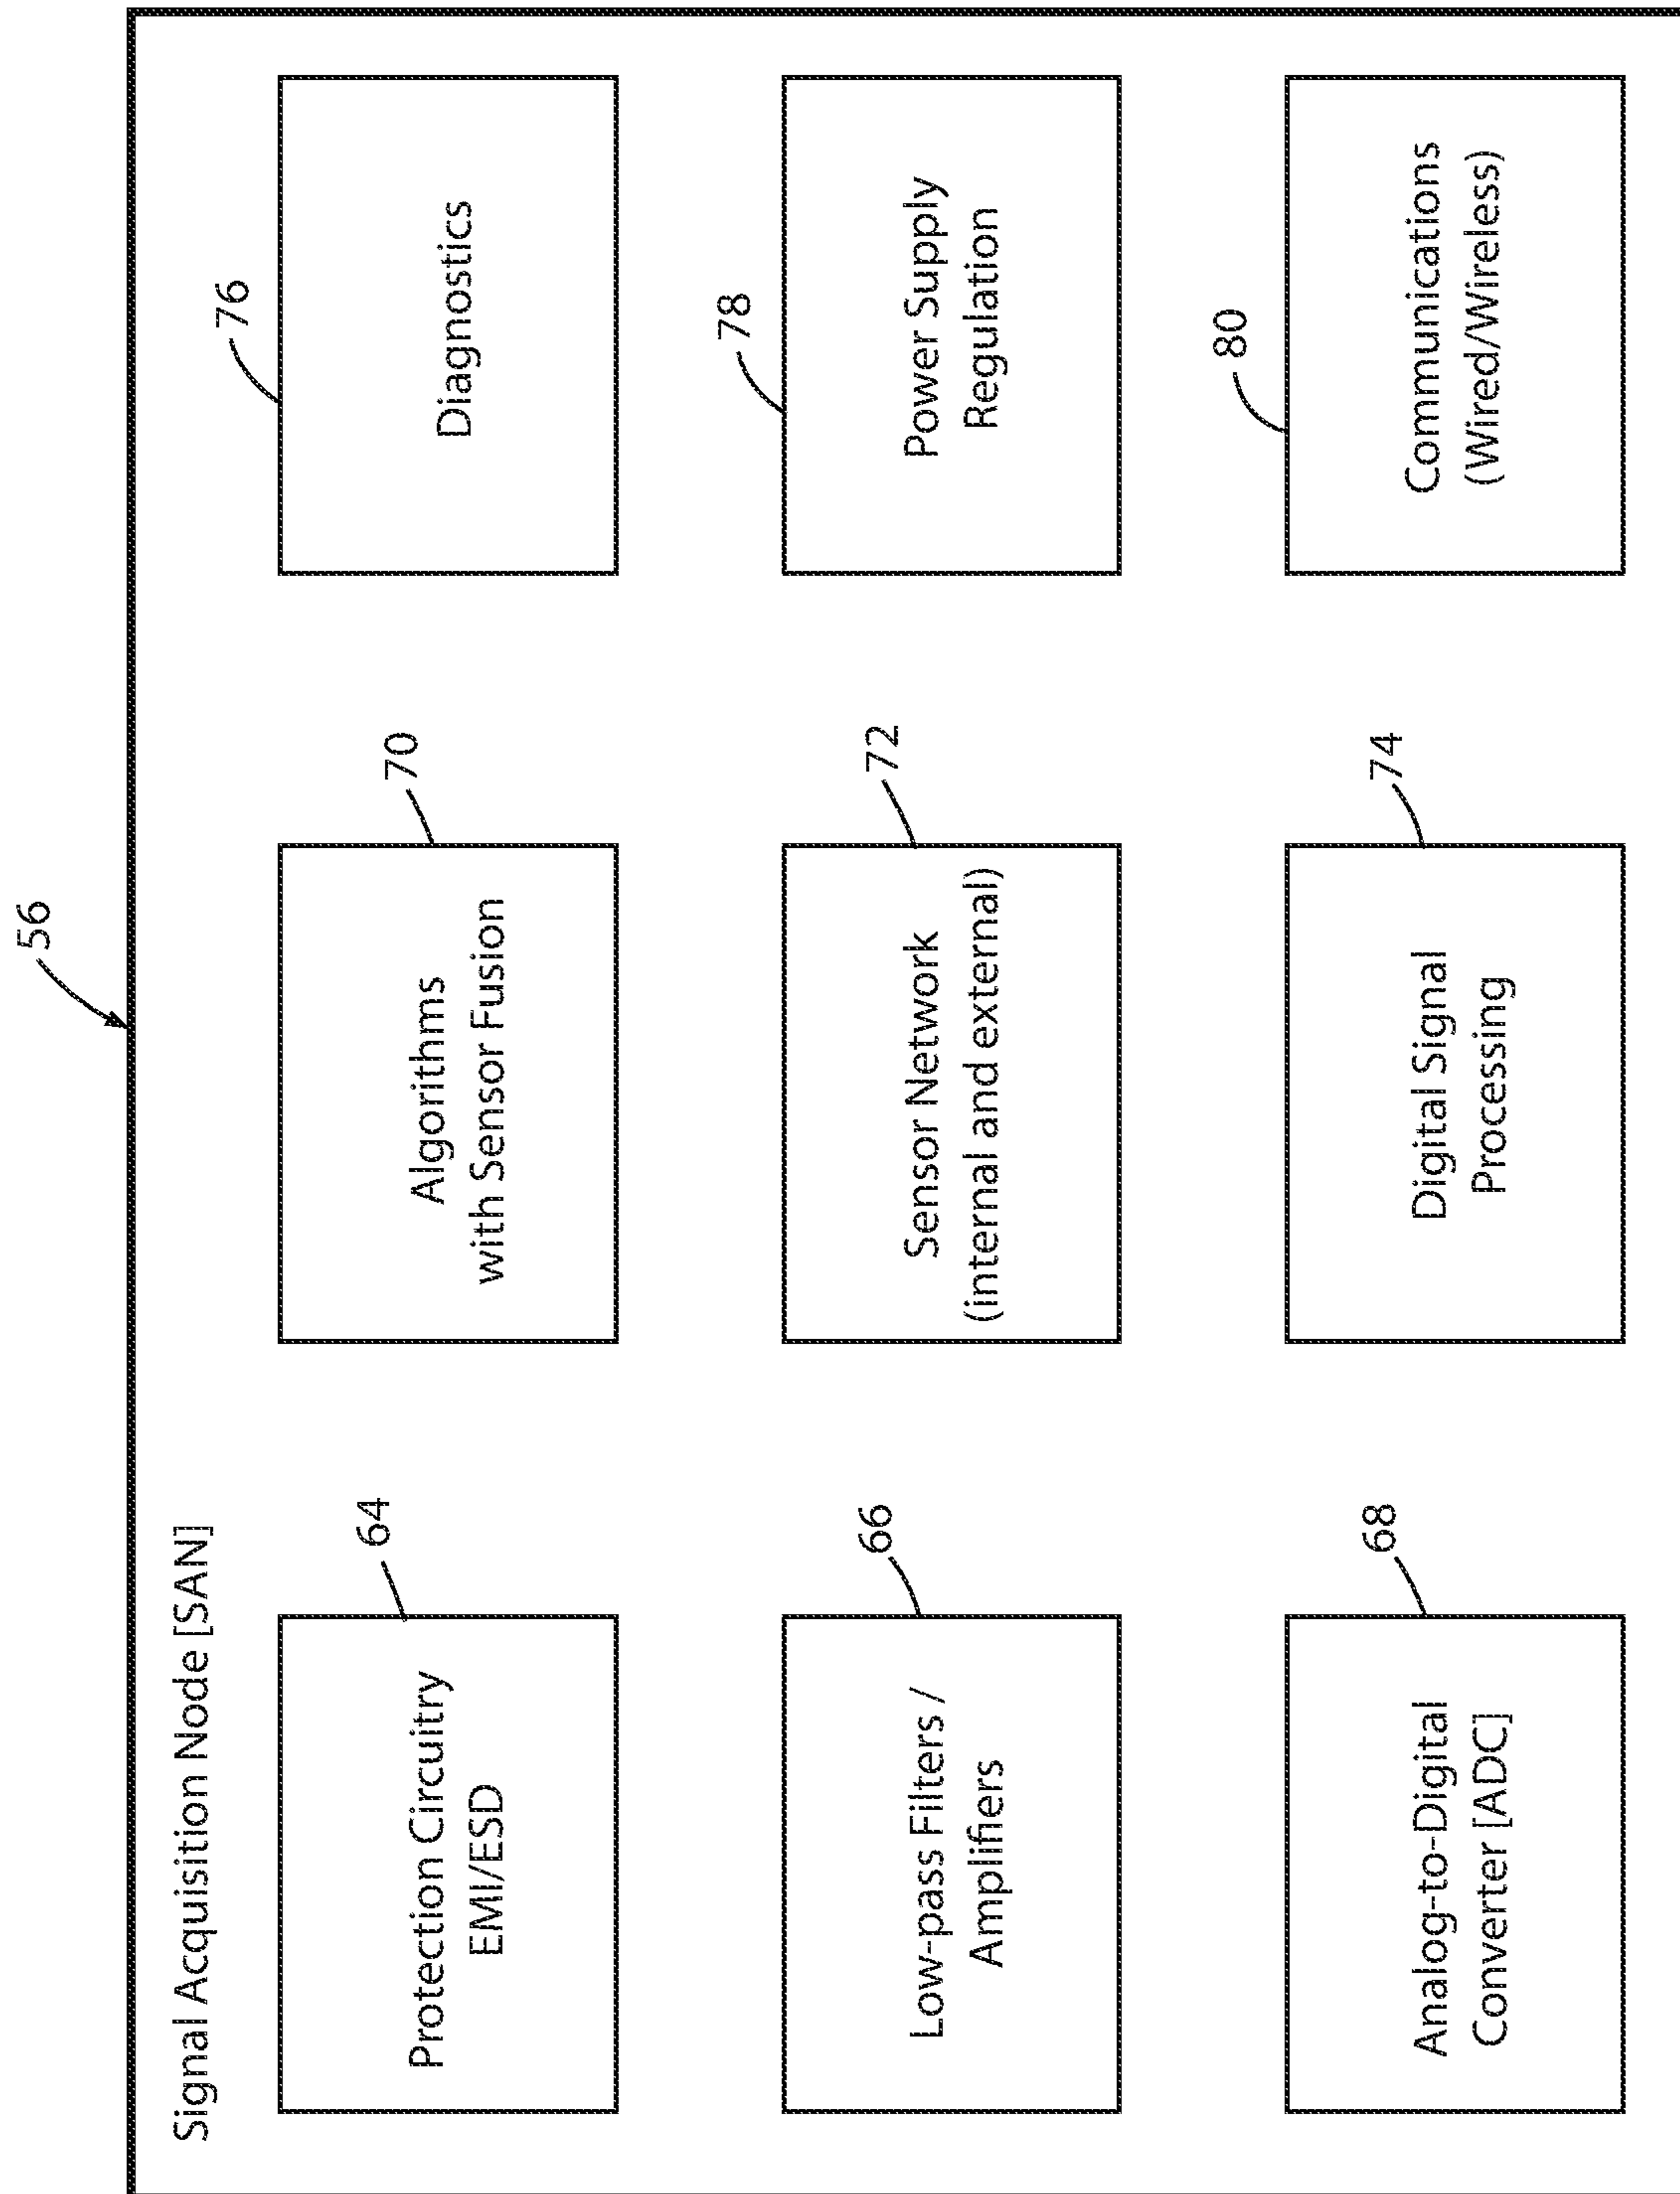 56
Signal Acquisition Node [SAN]
64
Protection Circuitry
EMI/ESD
70
Algorithms
with Sensor Fusion
76
Diagnostics
66
Low-pass Filters /
Amplifiers
72
Sensor Network
(internal and external)
78
Power Supply
Regulation
68
Analog-to-Digital
Converter [ADC]
74
Digital Signal
Processing
80
Communications
(Wired/Wireless)